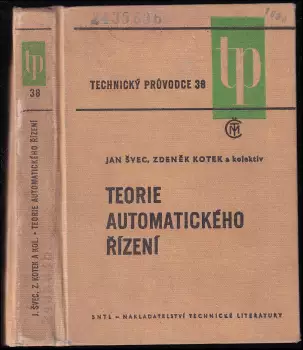 tp
38
J. ŠVEC, Z. KOTEK A KOL. • TEORIE AUTOMATICKÉHO ŘÍZENÍ
tp
TECHNICKÝ PRŮVODCE 38
JAN ŠVEC, ZDENĚK KOTEK a kolektiv
TEORIE
AUTOMATICKÉHO
ŘÍZENÍ
SNTL – NAKLADATELSTVÍ TECHNICKÉ LITERATURY